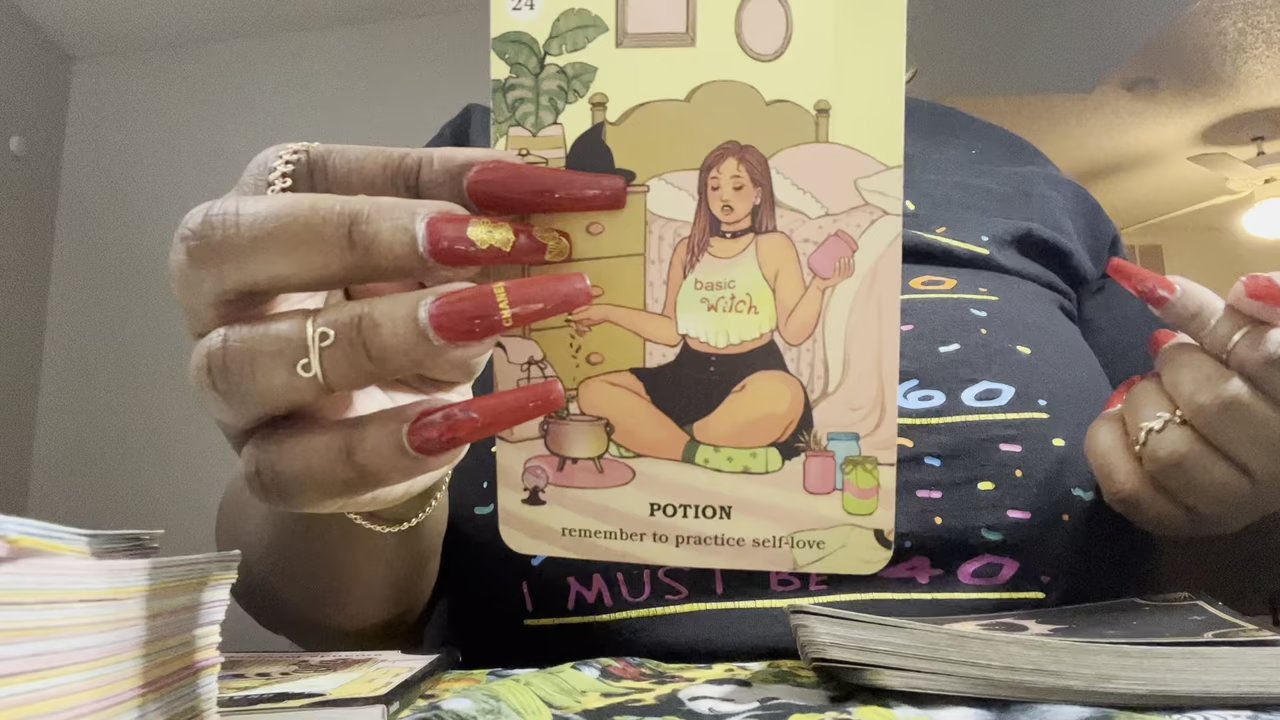 24
basic
witch
CHANEL
60
POTION
remember to practice self-love
I MUST BE 40.